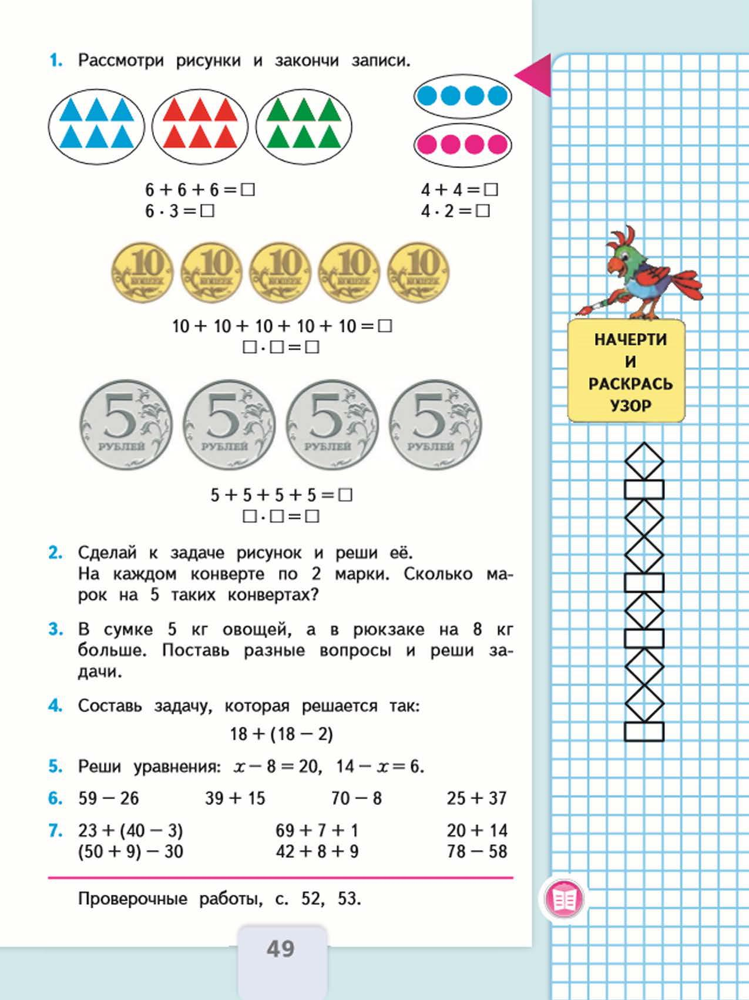 1. Рассмотри рисунки и закончи записи.
6 + 6 + 6 = □
6 · 3 = □
4 + 4 = □
4 · 2 = □
10 КОПЕЕК 10 КОПЕЕК 10 КОПЕЕК 10 КОПЕЕК 10 КОПЕЕК
10 + 10 + 10 + 10 + 10 = □
□ · □ = □
5 РУБЛЕЙ 5 РУБЛЕЙ 5 РУБЛЕЙ 5 РУБЛЕЙ
5 + 5 + 5 + 5 = □
□ · □ = □
2. Сделай к задаче рисунок и реши её.
На каждом конверте по 2 марки. Сколько ма-
рок на 5 таких конвертах?
3. В сумке 5 кг овощей, а в рюкзаке на 8 кг
больше. Поставь разные вопросы и реши за-
дачи.
4. Составь задачу, которая решается так:
18 + (18 − 2)
5. Реши уравнения: x − 8 = 20, 14 − x = 6.
6. 59 − 26 39 + 15 70 − 8 25 + 37
7. 23 + (40 − 3) 69 + 7 + 1 20 + 14
(50 + 9) − 30 42 + 8 + 9 78 − 58
Проверочные работы, с. 52, 53.
49
НАЧЕРТИ
И
РАСКРАСЬ
УЗОР